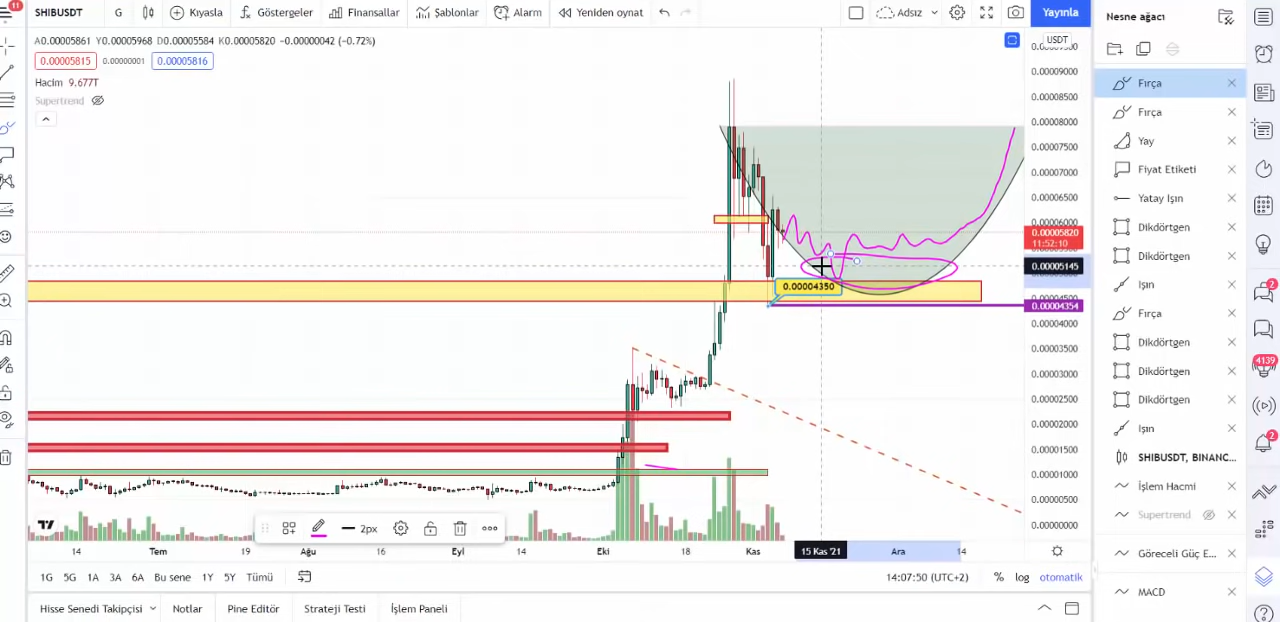 11
SHIBUSDT
G
Kıyasla
Göstergeler
Finansallar
Şablonlar
Alarm
Yeniden oynat
Adsız
Yayınla
Nesne ağacı
A0.00005861 Y0.00005968 D0.00005584 K0.00005820 −0.00000042 (−0.72%)
0.00005815 0.00000001 0.00005816
Hacim 9.677T
Supertrend
USDT
0.00009000
0.00008500
0.00008000
0.00007500
0.00007000
0.00006500
0.00006000
0.00005820
11:52:10
0.00005145
0.00004350
0.00004354
0.00004000
0.00003500
0.00003000
0.00002500
0.00002000
0.00001500
0.00001000
0.00000500
0.00000000
Fırça
Fırça
Yay
Fiyat Etiketi
Yatay Işın
Dikdörtgen
Dikdörtgen
Işın
Fırça
Dikdörtgen
Dikdörtgen
Dikdörtgen
Işın
SHIBUSDT, BINANC...
İşlem Hacmi
Supertrend
Göreceli Güç E...
MACD
2
4139
2
2px
14 Tem 19 Ağu 16 Eyl 14 Eki 18 Kas 15 Kas '21 Ara 14
1G 5G 1A 3A 6A Bu sene 1Y 5Y Tümü
14:07:50 (UTC+2) % log otomatik
Hisse Senedi Takipçisi Notlar Pine Editör Strateji Testi İşlem Paneli